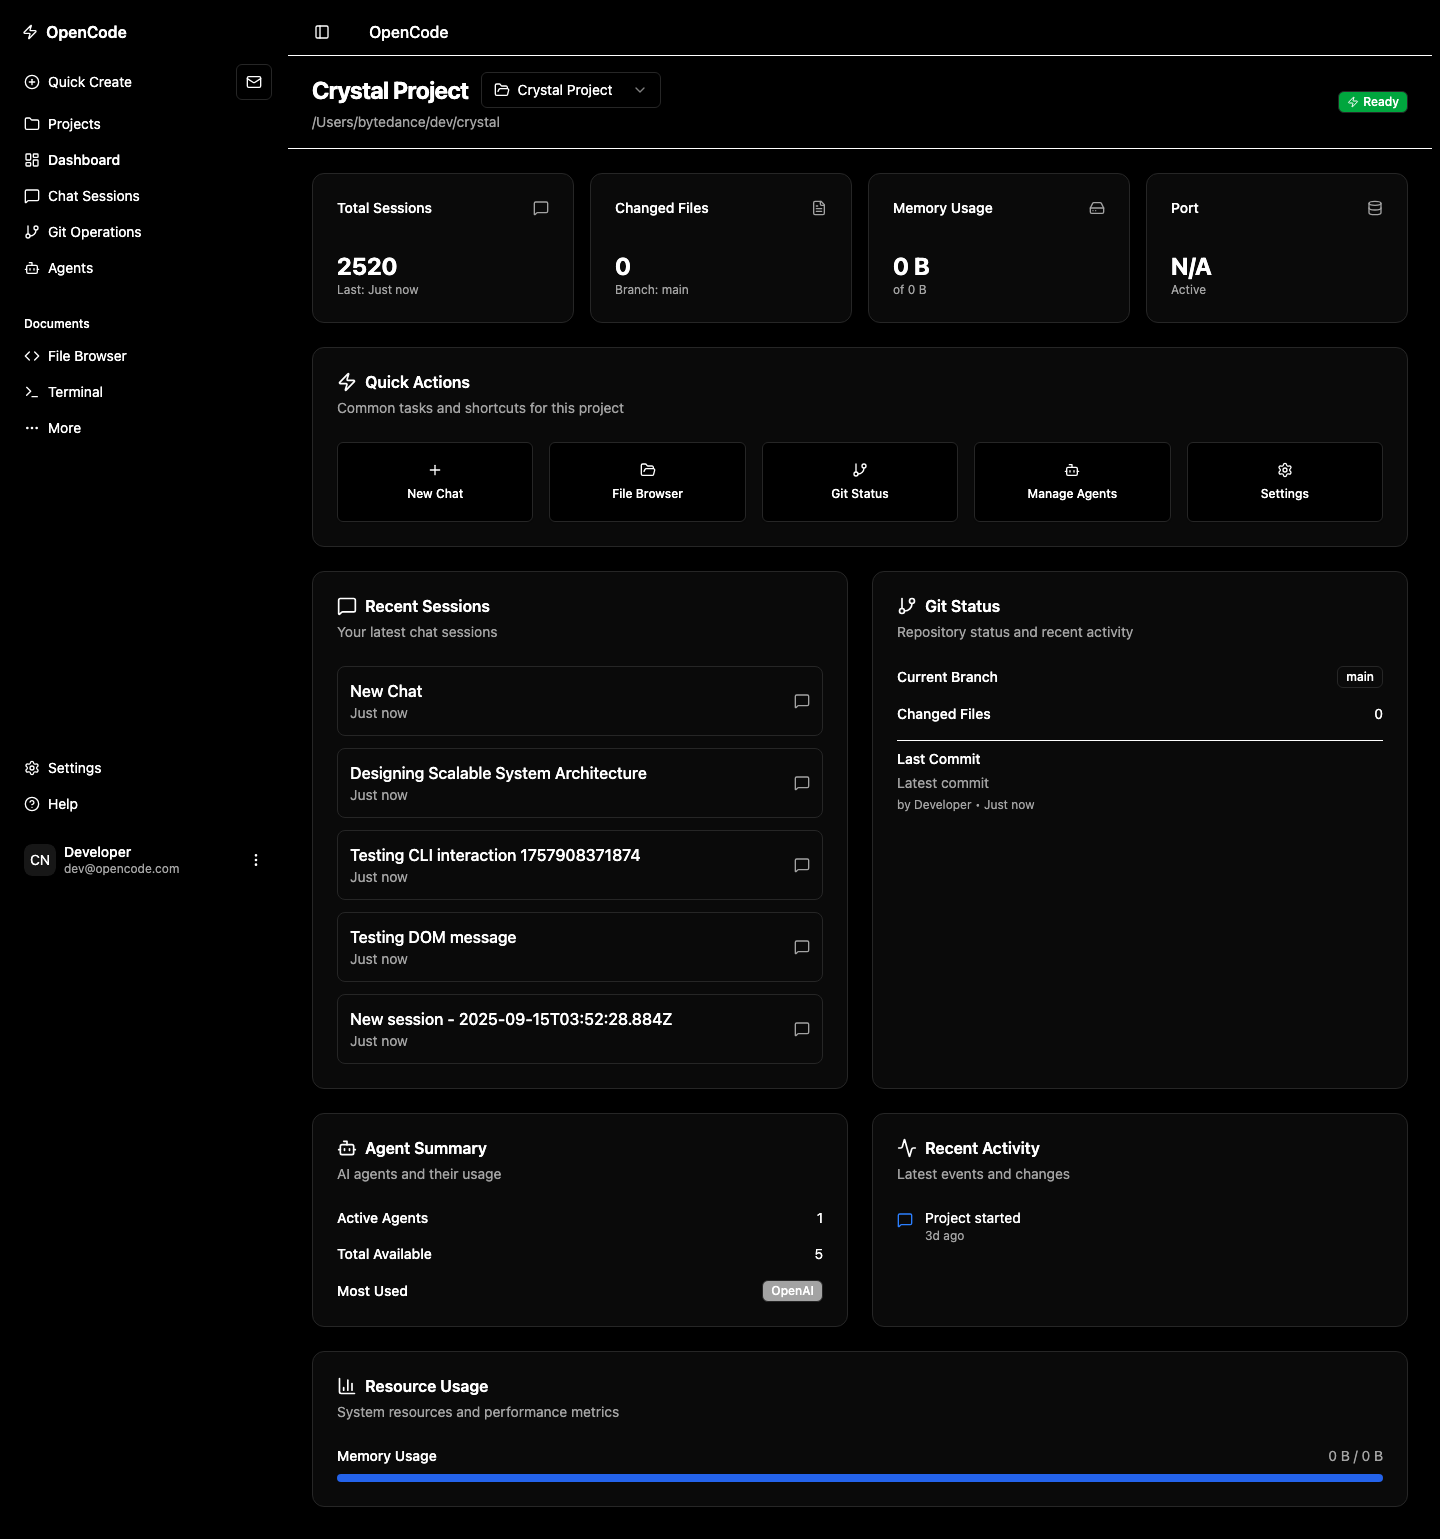 OpenCode
Quick Create
Projects
Dashboard
Chat Sessions
Git Operations
Agents
Documents
File Browser
Terminal
More
Settings
Help
CN
Developer
dev@opencode.com
OpenCode
Crystal Project
Crystal Project
/Users/bytedance/dev/crystal
Ready
Total Sessions
2520
Last: Just now
Changed Files
0
Branch: main
Memory Usage
0 B
of 0 B
Port
N/A
Active
Quick Actions
Common tasks and shortcuts for this project
New Chat
File Browser
Git Status
Manage Agents
Settings
Recent Sessions
Your latest chat sessions
New Chat
Just now
Designing Scalable System Architecture
Just now
Testing CLI interaction 1757908371874
Just now
Testing DOM message
Just now
New session - 2025-09-15T03:52:28.884Z
Just now
Git Status
Repository status and recent activity
Current Branch main
Changed Files 0
Last Commit
Latest commit
by Developer • Just now
Agent Summary
AI agents and their usage
Active Agents 1
Total Available 5
Most Used OpenAI
Recent Activity
Latest events and changes
Project started
3d ago
Resource Usage
System resources and performance metrics
Memory Usage 0 B / 0 B